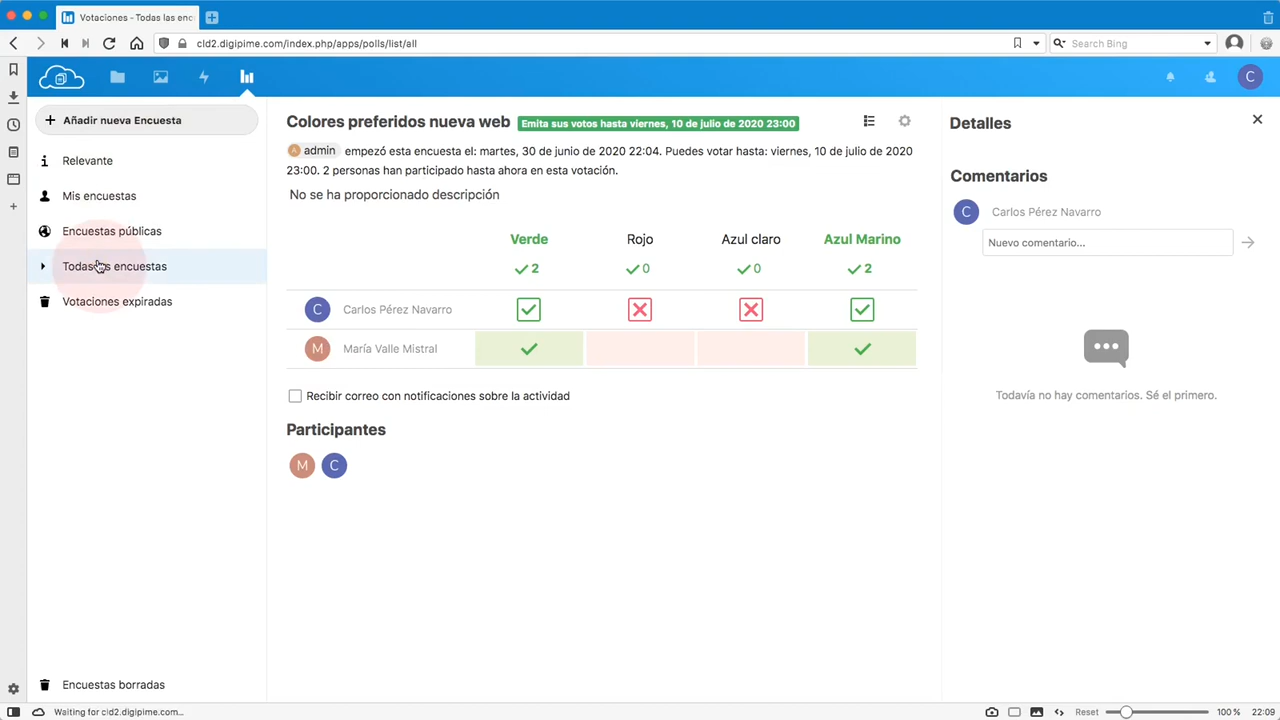 Votaciones - Todas las enc
cld2.digipime.com/index.php/apps/polls/list/all
Search Bing
C
Añadir nueva Encuesta
Relevante
Mis encuestas
Encuestas públicas
Todas las encuestas
Votaciones expiradas
Encuestas borradas
Colores preferidos nueva web Emita sus votos hasta viernes, 10 de julio de 2020 23:00
A admin empezó esta encuesta el: martes, 30 de junio de 2020 22:04. Puedes votar hasta: viernes, 10 de julio de 2020
23:00. 2 personas han participado hasta ahora en esta votación.
No se ha proporcionado descripción
Verde Rojo Azul claro Azul Marino
2 0 0 2
C Carlos Pérez Navarro
M María Valle Mistral
Recibir correo con notificaciones sobre la actividad
Participantes
M C
Detalles
Comentarios
C Carlos Pérez Navarro
Nuevo comentario...
Todavía no hay comentarios. Sé el primero.
Waiting for cld2.digipime.com...
Reset 100 % 22:09